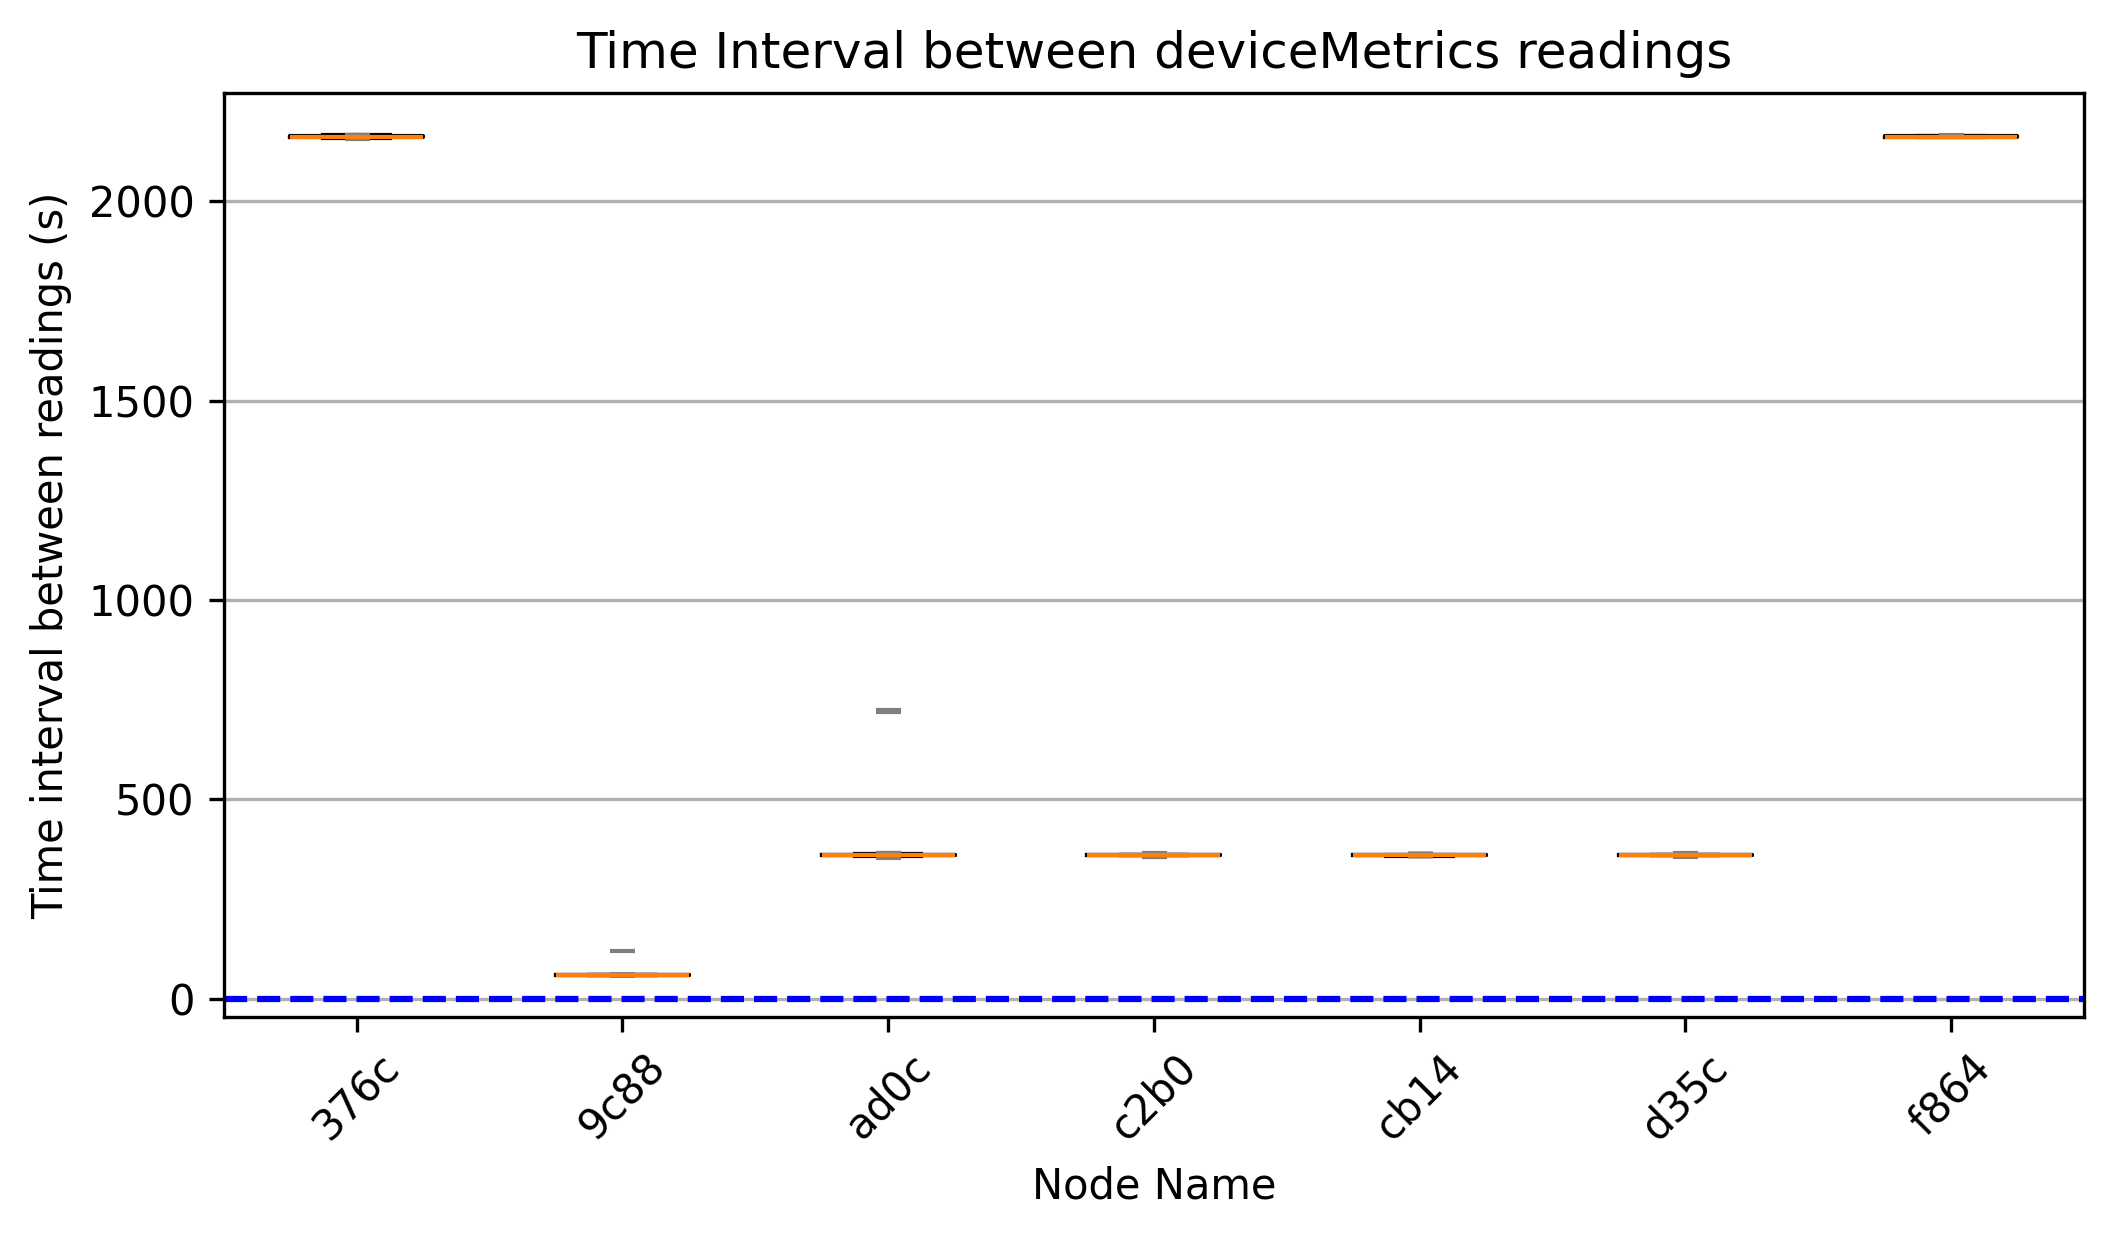 Time Interval between deviceMetrics readings
Time interval between readings (s)
2000
1500
1000
500
0
376c
9c88
ad0c
c2b0
cb14
d35c
f864
Node Name